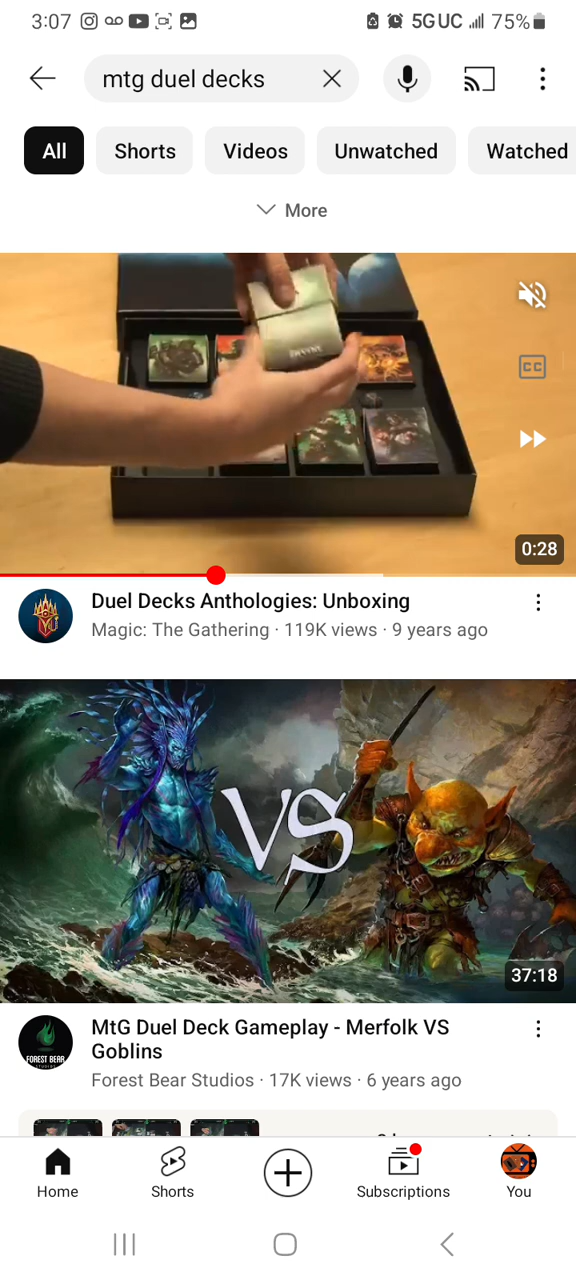 3:07 5G UC 75%
mtg duel decks
All Shorts Videos Unwatched Watched
More
CC
0:28
Duel Decks Anthologies: Unboxing
Magic: The Gathering · 119K views · 9 years ago
VS
37:18
MtG Duel Deck Gameplay - Merfolk VS
Goblins
FOREST BEAR
STUDIOS
Forest Bear Studios · 17K views · 6 years ago
Home Shorts Subscriptions You